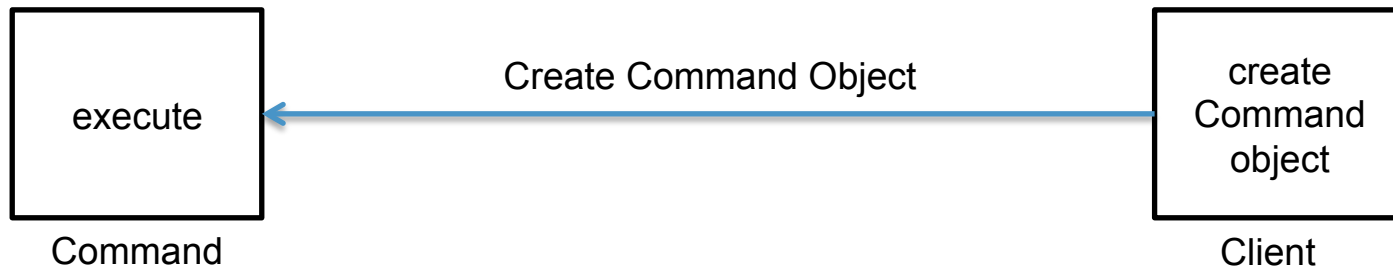 execute
Create Command Object
create
Command
object
Command
Client